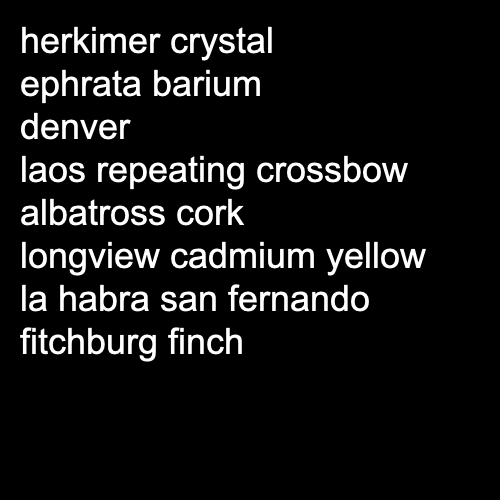 herkimer crystal
ephrata barium
denver
laos repeating crossbow
albatross cork
longview cadmium yellow
la habra san fernando
fitchburg finch